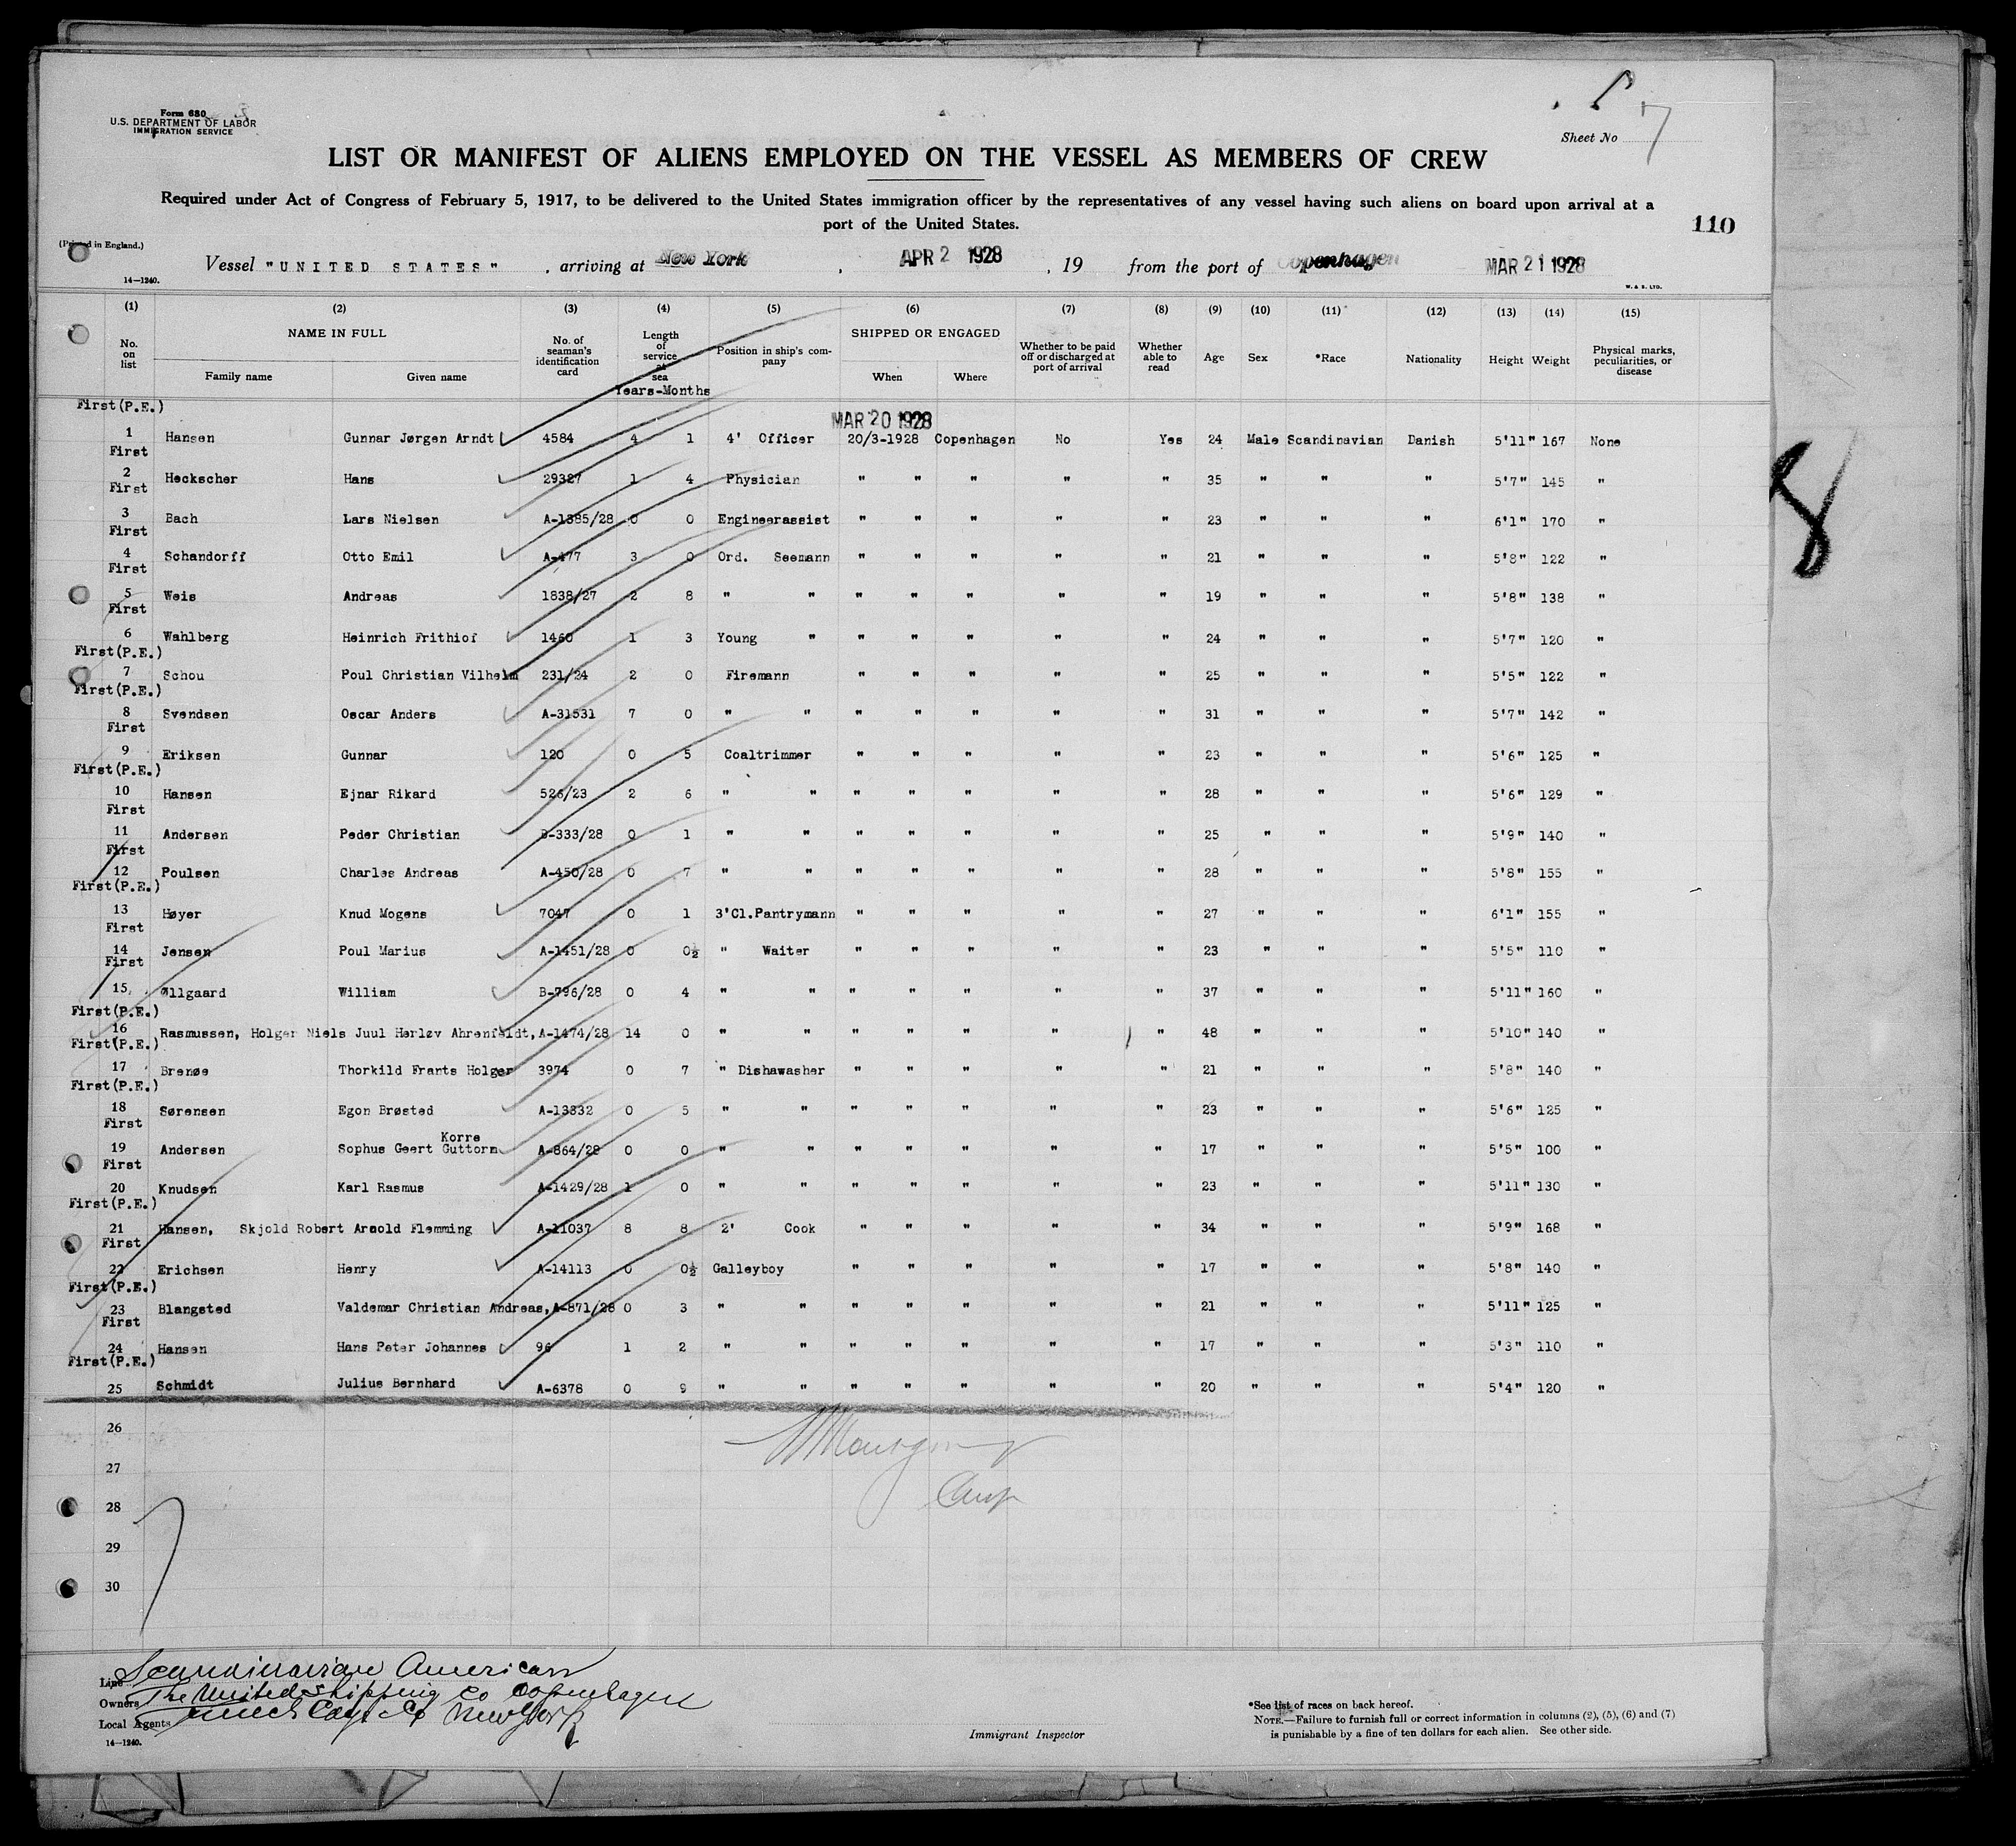 Form 680
U.S. DEPARTMENT OF LABOR
IMMIGRATION SERVICE
Sheet No 7
LIST OR MANIFEST OF ALIENS EMPLOYED ON THE VESSEL AS MEMBERS OF CREW
Required under Act of Congress of February 5, 1917, to be delivered to the United States immigration officer by the representatives of any vessel having such aliens on board upon arrival at a
port of the United States.
110
(Printed in England.)
Vessel "UNITED STATES" , arriving at New York , APR 2 1928 , 19 from the port of Copenhagen MAR 21 1928
14—1240.
W. & S. LTD.
(1) (2) (3) (4) (5) (6) (7) (8) (9) (10) (11) (12) (13) (14) (15)
No. on list NAME IN FULL Family name Given name No. of seaman's identification card Length of service at sea Position in ship's company SHIPPED OR ENGAGED When Where Whether to be paid off or discharged at port of arrival Whether able to read Age Sex *Race Nationality Height Weight Physical marks, peculiarities, or disease
Years-Months
First(P.E.)
MAR 20 1928
1 Hansen Gunnar Jørgen Arndt 4584 4 1 4' Officer 20/3-1928 Copenhagen No Yes 24 Male Scandinavian Danish 5'11" 167 None
First
2 Heckscher Hans 29327 1 4 Physician " " " " " 35 " " " 5'7" 145 "
First
3 Bach Lars Nielsen A-1385/28 0 0 Engineerassist " " " " " 23 " " " 6'1" 170 "
First
4 Schandorff Otto Emil A-477 3 0 Ord. Seemann " " " " " 21 " " " 5'8" 122 "
First
5 Weis Andreas 1838/27 2 8 " " " " " " " 19 " " " 5'8" 138 "
First
6 Wahlberg Heinrich Frithiof 1460 1 3 Young " " " " " " 24 " " " 5'7" 120 "
First(P.E.)
7 Schou Poul Christian Vilhelm 231/24 2 0 Firemann " " " " " 25 " " " 5'5" 122 "
First(P.E.)
8 Svendsen Oscar Anders A-31531 7 0 " " " " " " " 31 " " " 5'7" 142 "
First
9 Eriksen Gunnar 120 0 5 Coaltrimmer " " " " " 23 " " " 5'6" 125 "
First(P.E.)
10 Hansen Ejnar Rikard 526/23 2 6 " " " " " " " 28 " " " 5'6" 129 "
First
11 Andersen Peder Christian B-333/28 0 1 " " " " " " " 25 " " " 5'9" 140 "
First
12 Poulsen Charles Andreas A-450/28 0 7 " " " " " " " 28 " " " 5'8" 155 "
First(P.E.)
13 Høyer Knud Mogens 7047 0 1 3'Cl.Pantrymann " " " " " 27 " " " 6'1" 155 "
First
14 Jensen Poul Marius A-1451/28 0 0½ " Waiter " " " " " 23 " " " 5'5" 110 "
First
15 Øllgaard William B-796/28 0 4 " " " " " " " 37 " " " 5'11" 160 "
First(P.E.)
16 Rasmussen, Holger Niels Juul Herløv Ahrenfeldt, A-1474/28 14 0 " " " " " " " 48 " " " 5'10" 140 "
First(P.E.)
17 Brenøe Thorkild Frants Holger 3974 0 7 " Dishawasher " " " " " 21 " " " 5'8" 140 "
First(P.E.)
18 Sørensen Egon Brøsted A-13332 0 5 " " " " " " " 23 " " " 5'6" 125 "
First
Korre
19 Andersen Sophus Geert Guttorm A-864/28 0 0 " " " " " " " 17 " " " 5'5" 100 "
First
20 Knudsen Karl Rasmus A-1429/28 1 0 " " " " " " " 23 " " " 5'11" 130 "
First(P.E.)
21 Hansen, Skjold Robert Arnold Flemming A-11037 8 8 2' Cook " " " " " 34 " " " 5'9" 168 "
First
22 Erichsen Henry A-14113 0 0½ Galleyboy " " " " " 17 " " " 5'8" 140 "
First(P.E.)
23 Blangsted Valdemar Christian Andreas, A-871/28 0 3 " " " " " " " 21 " " " 5'11" 125 "
First
24 Hansen Hans Peter Johannes 96 1 2 " " " " " " " 17 " " " 5'3" 110 "
First(P.E.)
25 Schmidt Julius Bernhard A-6378 0 9 " " " " " " " 20 " " " 5'4" 120 "
26
27
28
29
30
8
Line Scandinavian American
Owners The United Shipping Co Copenhagen
Local Agents New York
14—1240.
Immigrant Inspector
*See list of races on back hereof.
NOTE.—Failure to furnish full or correct information in columns (2), (5), (6) and (7)
is punishable by a fine of ten dollars for each alien. See other side.